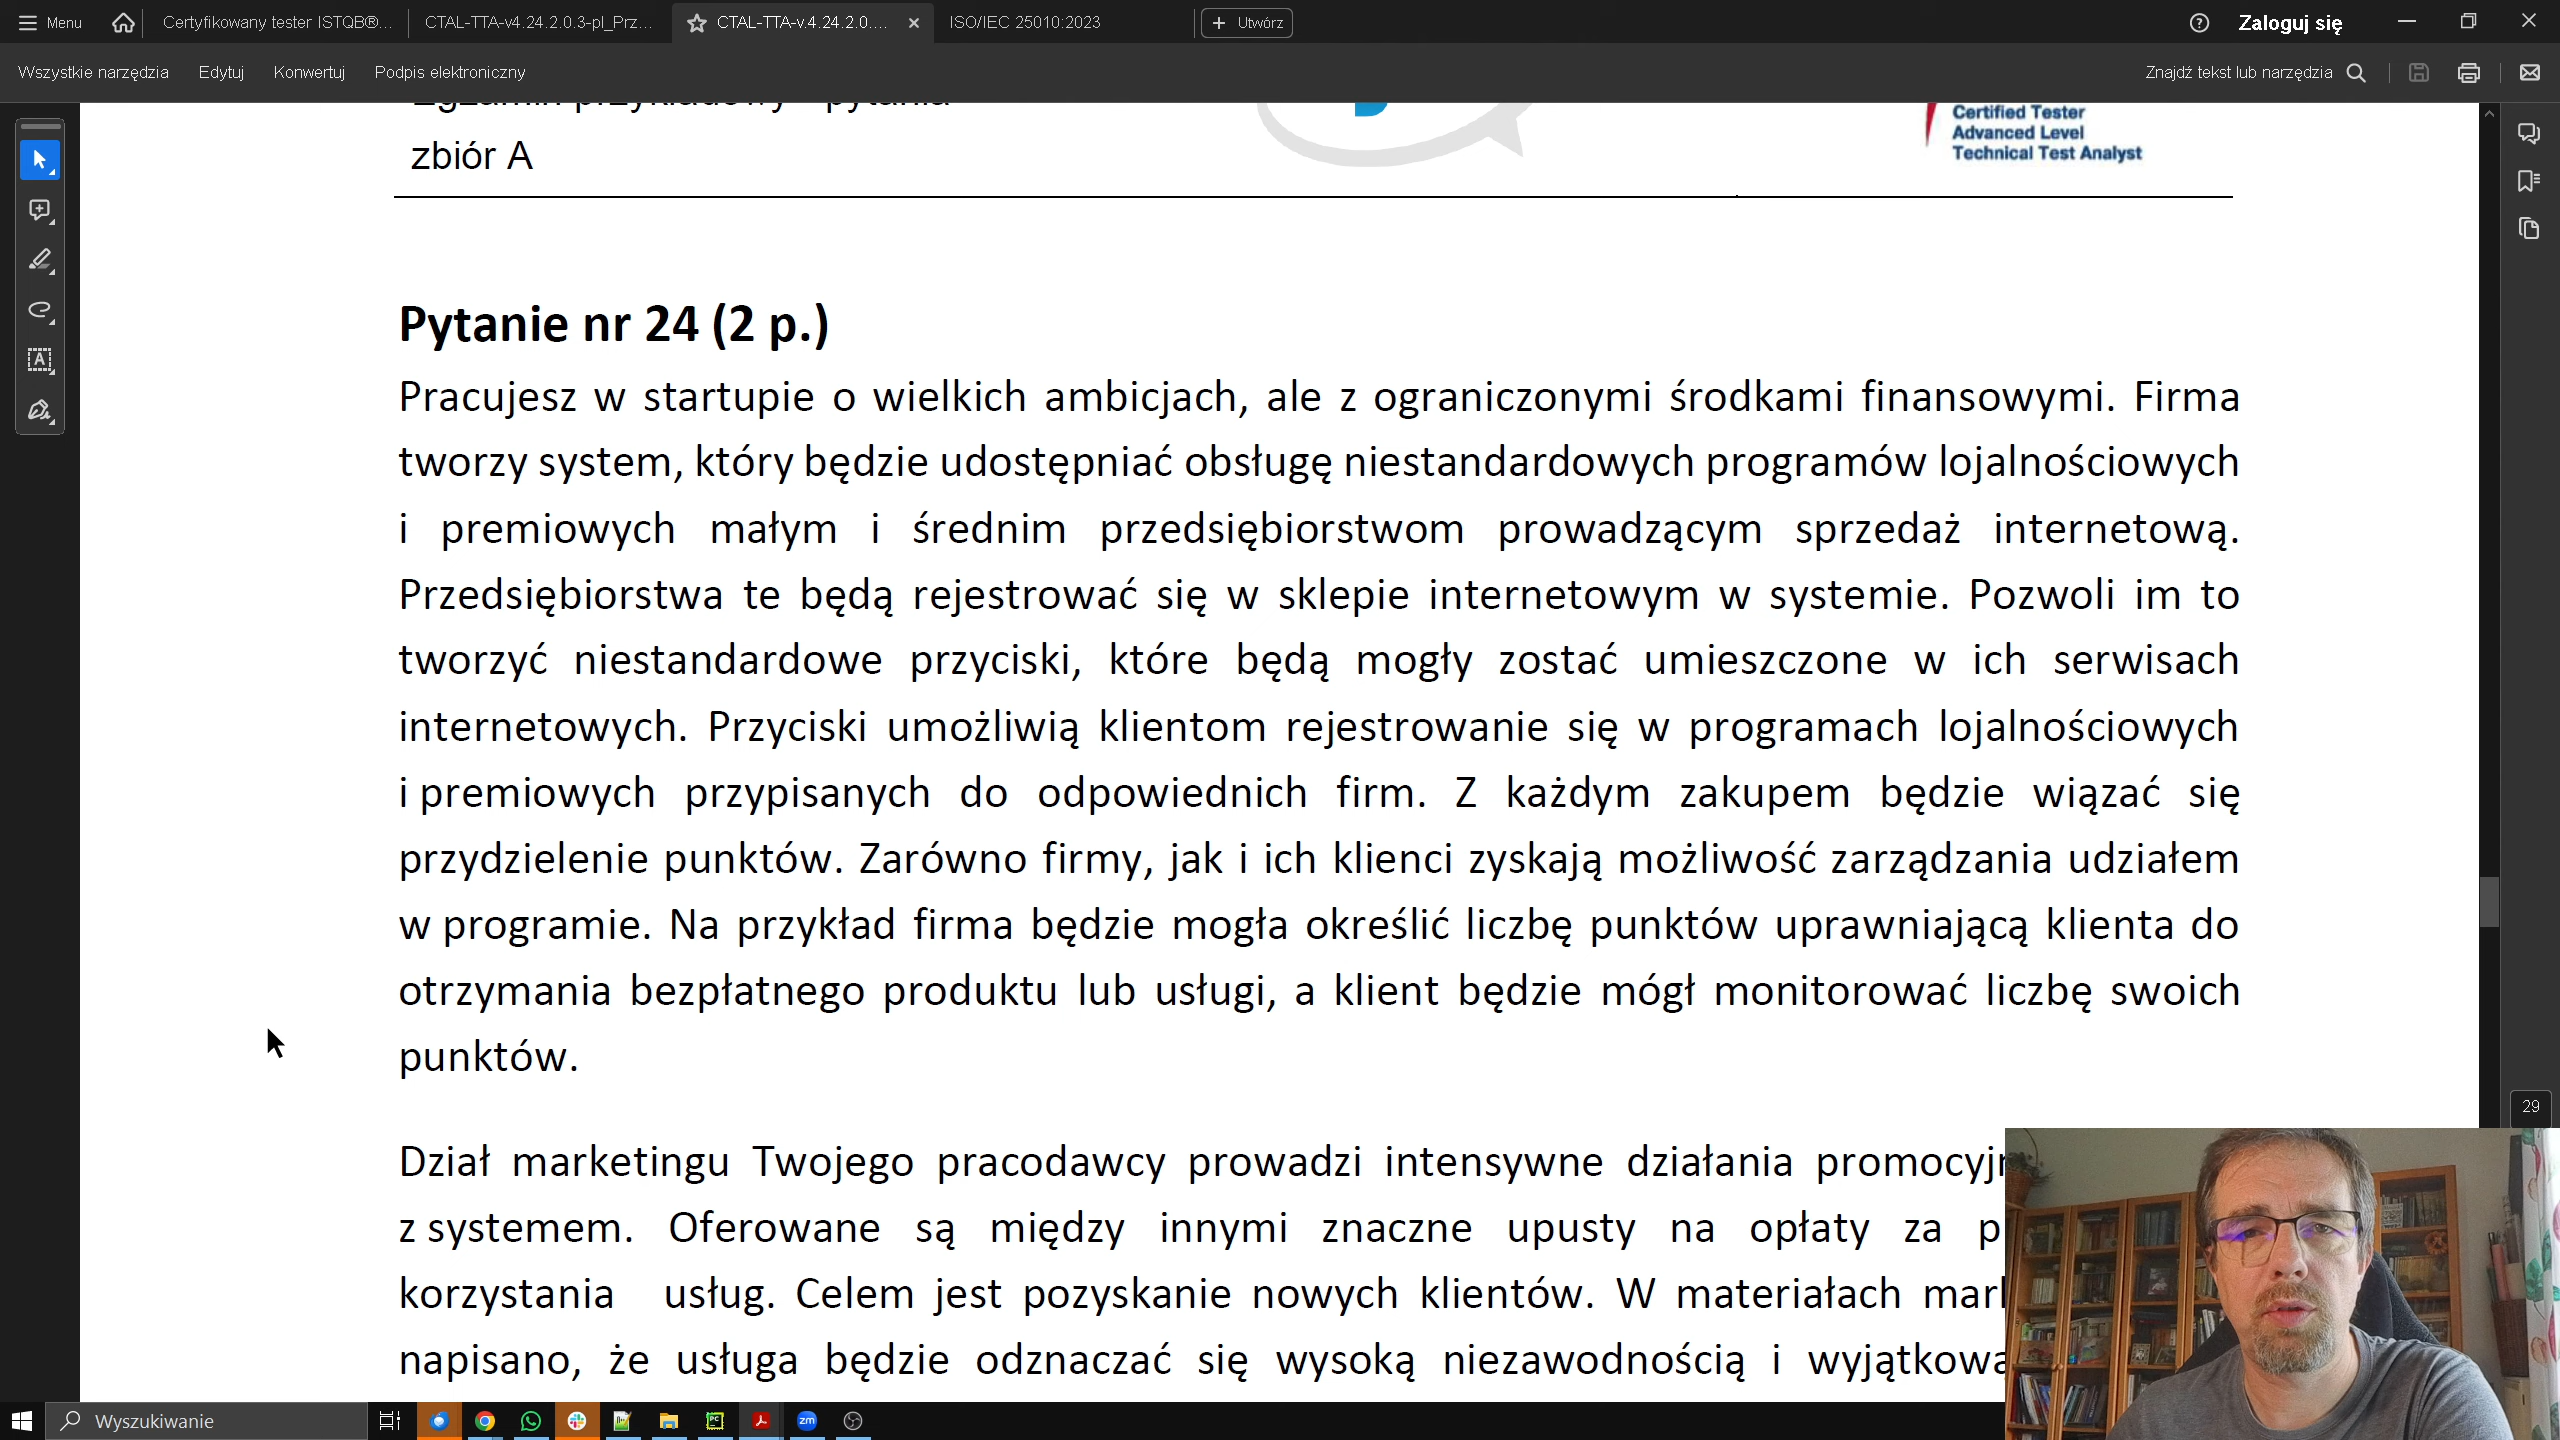 Menu
Certyfikowany tester ISTQB®...
CTAL-TTA-v4.24.2.0.3-pl_Prz...
CTAL-TTA-v.4.24.2.0....
ISO/IEC 25010:2023
Utwórz
Zaloguj się
Wszystkie narzędzia
Edytuj
Konwertuj
Podpis elektroniczny
Znajdź tekst lub narzędzia
zbiór A
Certified Tester
Advanced Level
Technical Test Analyst
Pytanie nr 24 (2 p.)
Pracujesz w startupie o wielkich ambicjach, ale z ograniczonymi środkami finansowymi. Firma
tworzy system, który będzie udostępniać obsługę niestandardowych programów lojalnościowych
i premiowych małym i średnim przedsiębiorstwom prowadzącym sprzedaż internetową.
Przedsiębiorstwa te będą rejestrować się w sklepie internetowym w systemie. Pozwoli im to
tworzyć niestandardowe przyciski, które będą mogły zostać umieszczone w ich serwisach
internetowych. Przyciski umożliwią klientom rejestrowanie się w programach lojalnościowych
i premiowych przypisanych do odpowiednich firm. Z każdym zakupem będzie wiązać się
przydzielenie punktów. Zarówno firmy, jak i ich klienci zyskają możliwość zarządzania udziałem
w programie. Na przykład firma będzie mogła określić liczbę punktów uprawniającą klienta do
otrzymania bezpłatnego produktu lub usługi, a klient będzie mógł monitorować liczbę swoich
punktów.
Dział marketingu Twojego pracodawcy prowadzi intensywne działania
z systemem. Oferowane są między innymi znaczne upusty na opłaty za
korzystania usług. Celem jest pozyskanie nowych klientów. W materiałach
napisano, że usługa będzie odznaczać się wysoką niezawodnością i
29
Wyszukiwanie